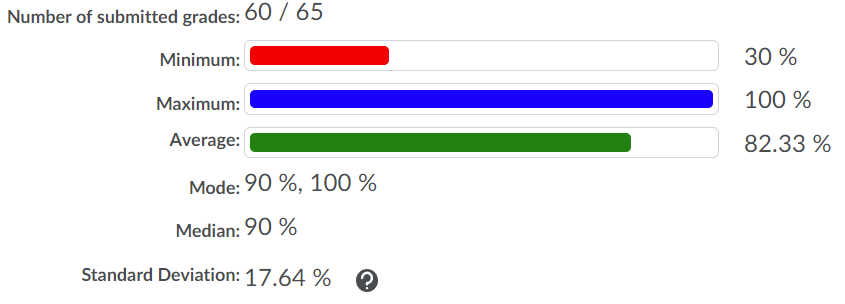 Number of submitted grades: 60 / 65
Minimum: 30 %
Maximum: 100 %
Average: 82.33 %
Mode: 90 %, 100 %
Median: 90 %
Standard Deviation: 17.64 % ?